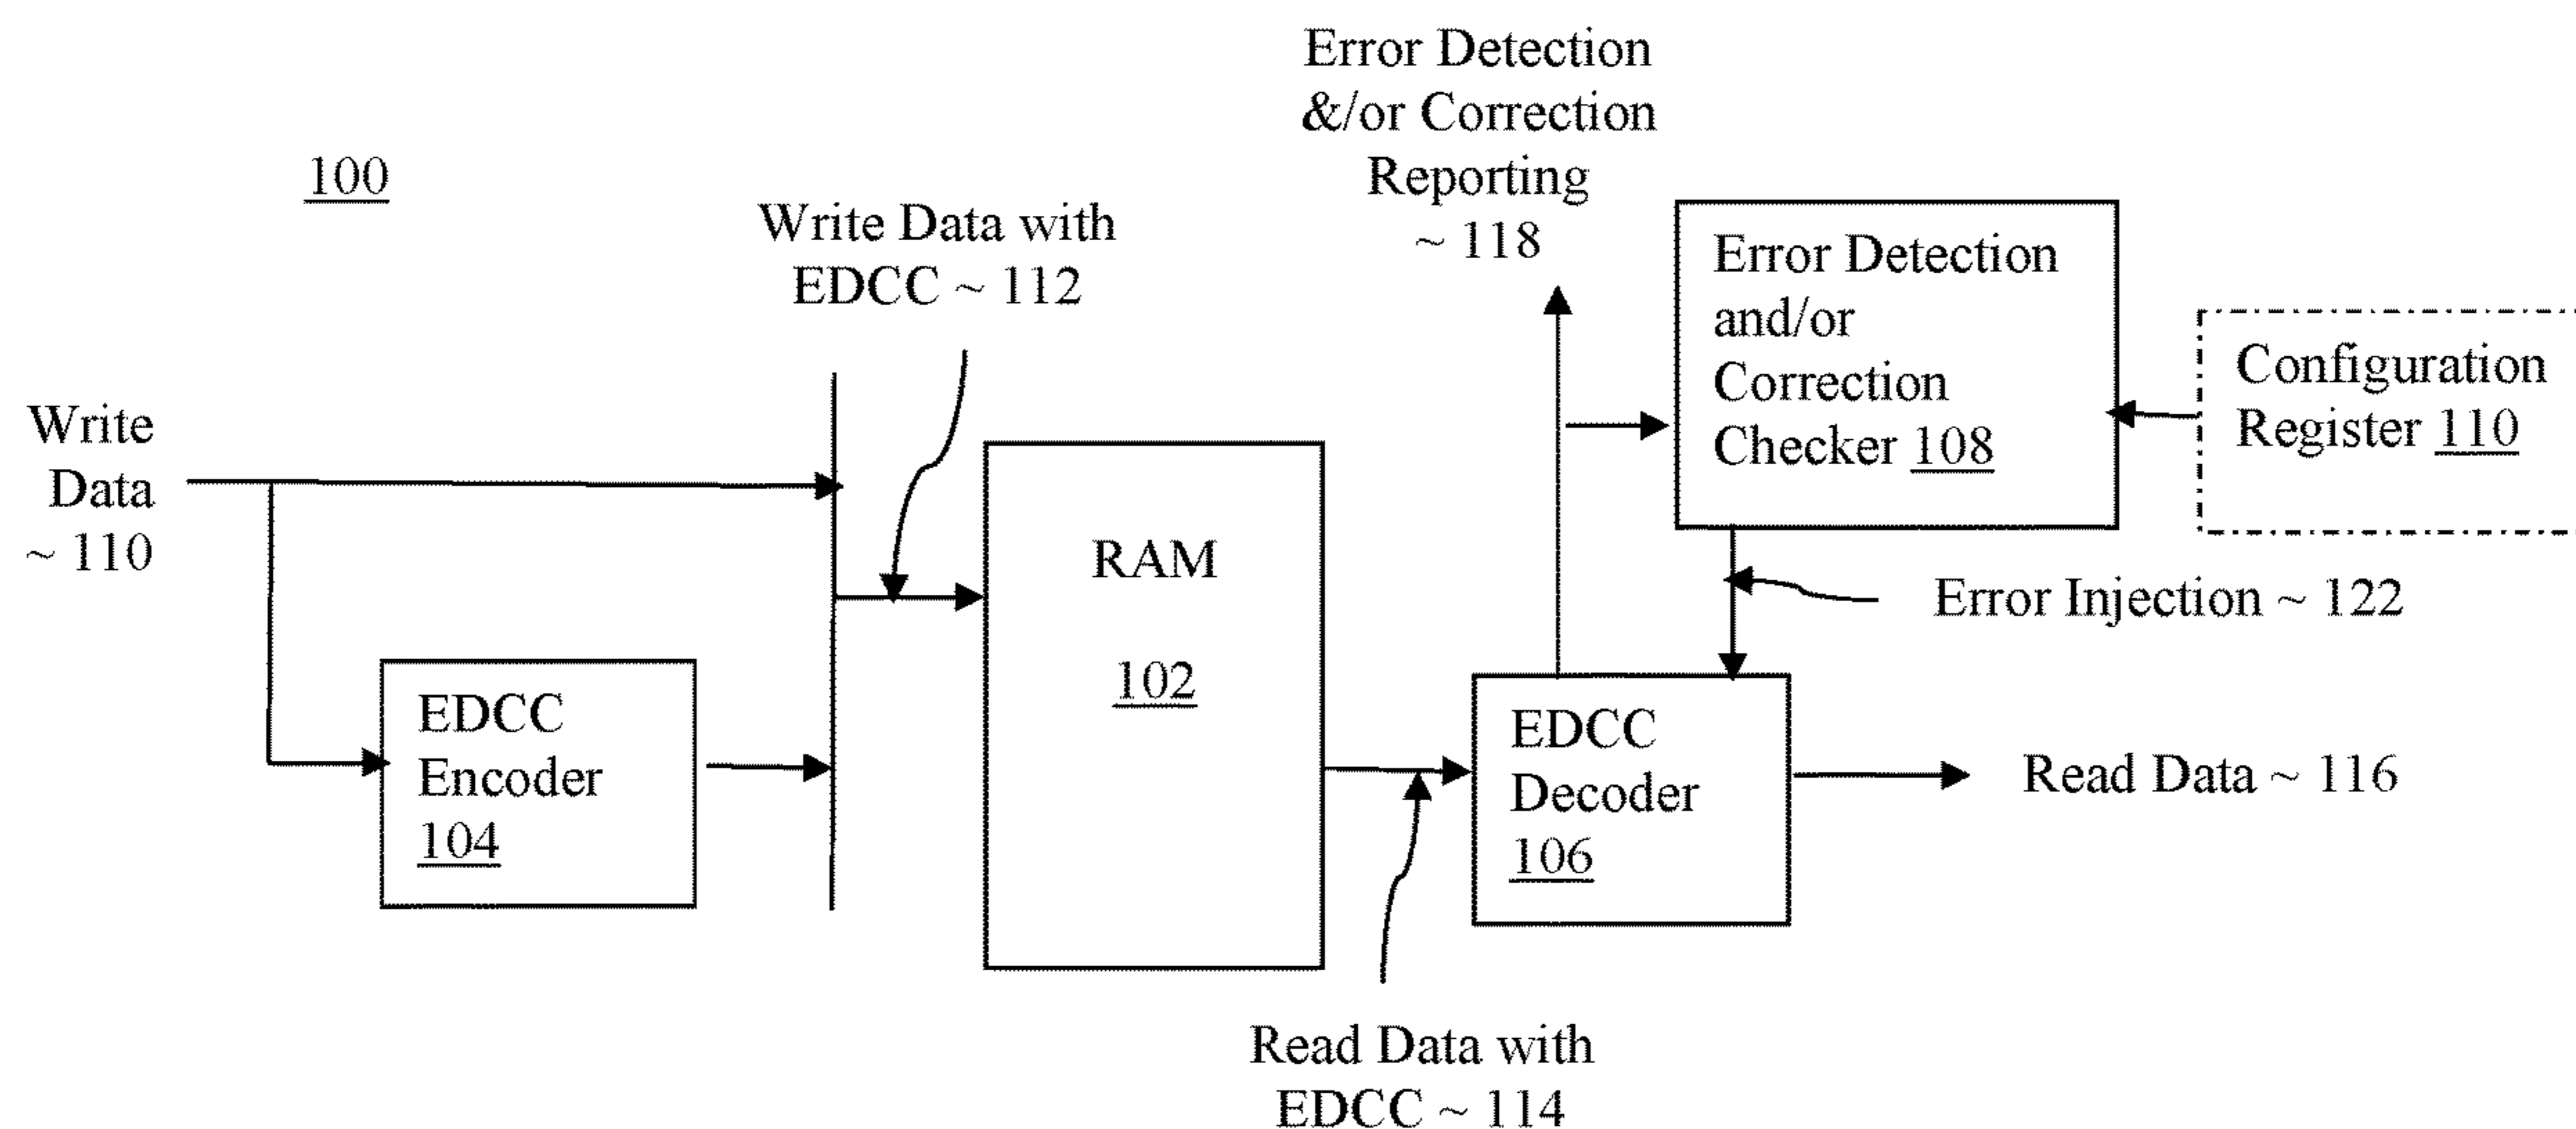 100
Write Data with
EDCC ~ 112
Error Detection
&/or Correction
Reporting
~ 118
Error Detection
and/or
Correction
Checker 108
Configuration
Register 110
Write
Data
~ 110
RAM
102
Error Injection ~ 122
EDCC
Encoder
104
EDCC
Decoder
106
Read Data ~ 116
Read Data with
EDCC ~ 114